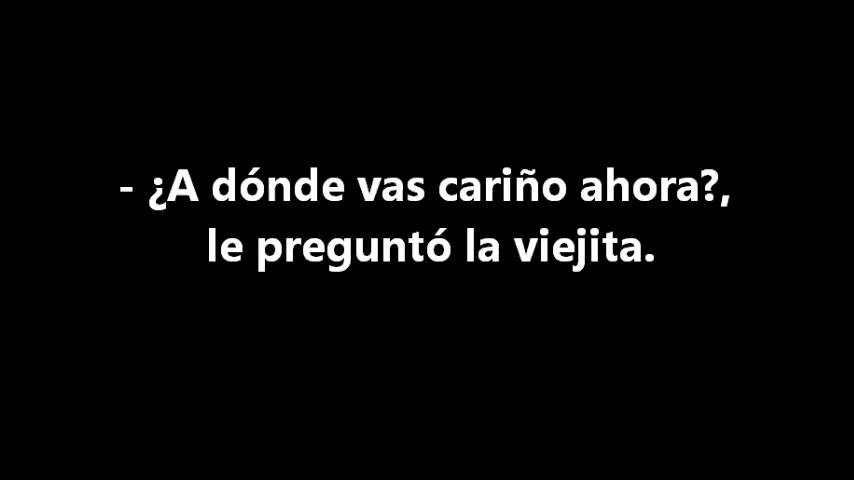 - ¿A dónde vas cariño ahora?,
le preguntó la viejita.